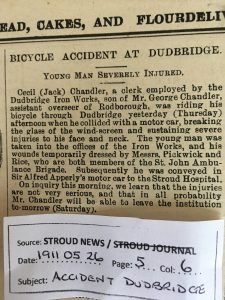 EAD, CAKES, AND FLOURDELIV
BICYCLE ACCIDENT AT DUDBRIDGE.
YOUNG MAN SEVERELY INJURED.
Cecil (Jack) Chandler, a clerk employed by the
Dudbridge Iron Works, son of Mr. George Chandler,
assistant overseer of Rodborough, was riding his
bicycle through Dudbridge yesterday (Thursday)
afternoon when he collided with a motor car, breaking
the glass of the wind-screen and sustaining severe
injuries to his face and neck. The young man was
taken into the offices of the Iron Works, and his
wounds temporarily dressed by Messrs. Pickwick and
Rice, who are both members of the St. John Ambu-
lance Brigade. Subsequently he was conveyed in
Sir Alfred Apperly's motor car to the Stroud Hospital.
On inquiry this morning, we learn that the injuries
are not very serious, and that in all probability
Mr. Chandler will be able to leave the institution
to-morrow (Saturday).
Source: STROUD NEWS / STROUD JOURNAL
Date: 1911 05 26 Page: 5 Col: 6
Subject: ACCIDENT DUDBRIDGE